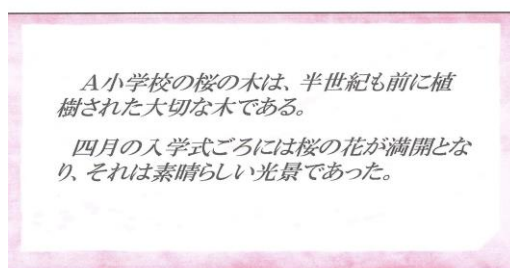 A小学校の桜の木は、半世紀も前に植
樹された大切な木である。
四月の入学式ごろには桜の花が満開とな
り、それは素晴らしい光景であった。